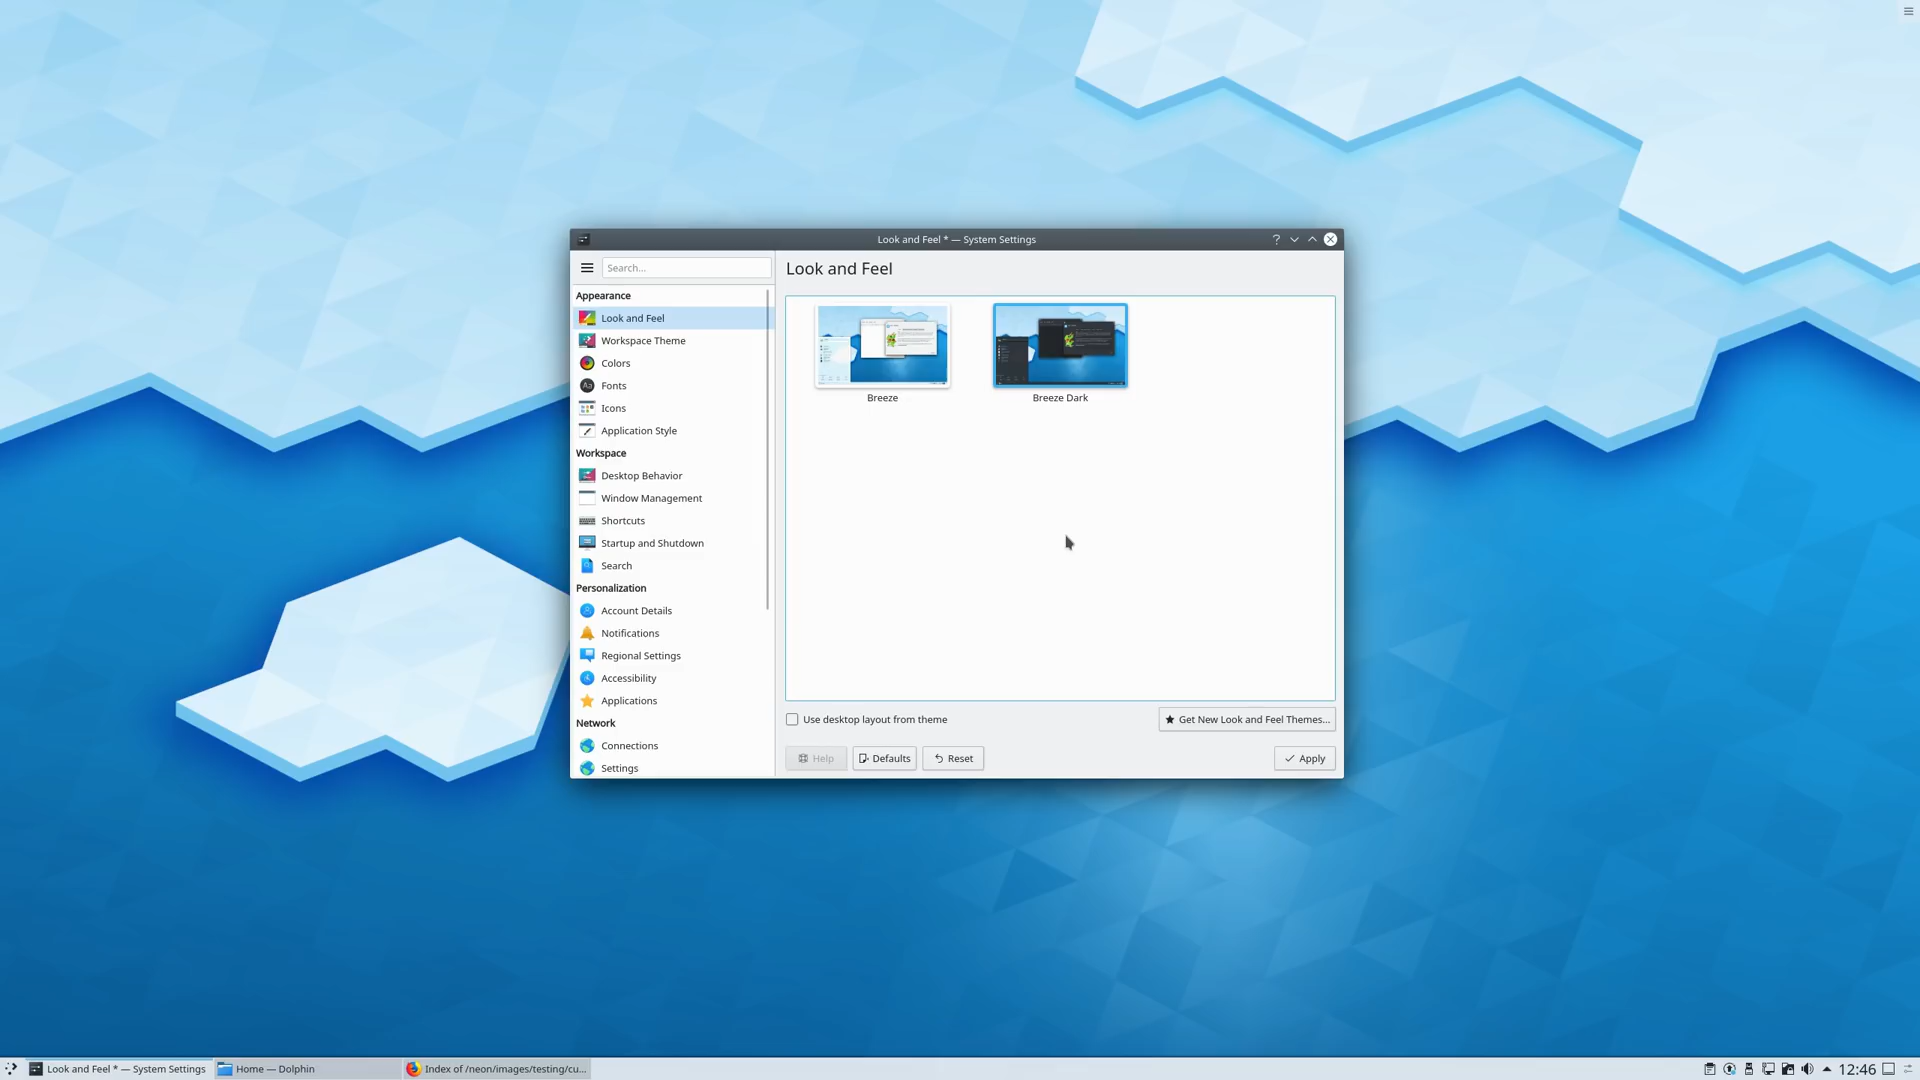 Look and Feel * — System Settings
Search...
Look and Feel
Appearance
Look and Feel
Workspace Theme
Colors
Fonts
Icons
Application Style
Workspace
Desktop Behavior
Window Management
Shortcuts
Startup and Shutdown
Search
Personalization
Account Details
Notifications
Regional Settings
Accessibility
Applications
Network
Connections
Settings
Breeze
Breeze Dark
Use desktop layout from theme
Get New Look and Feel Themes...
Help
Defaults
Reset
Apply
Look and Feel * — System Settings
Home — Dolphin
Index of /neon/images/testing/cu...
12:46